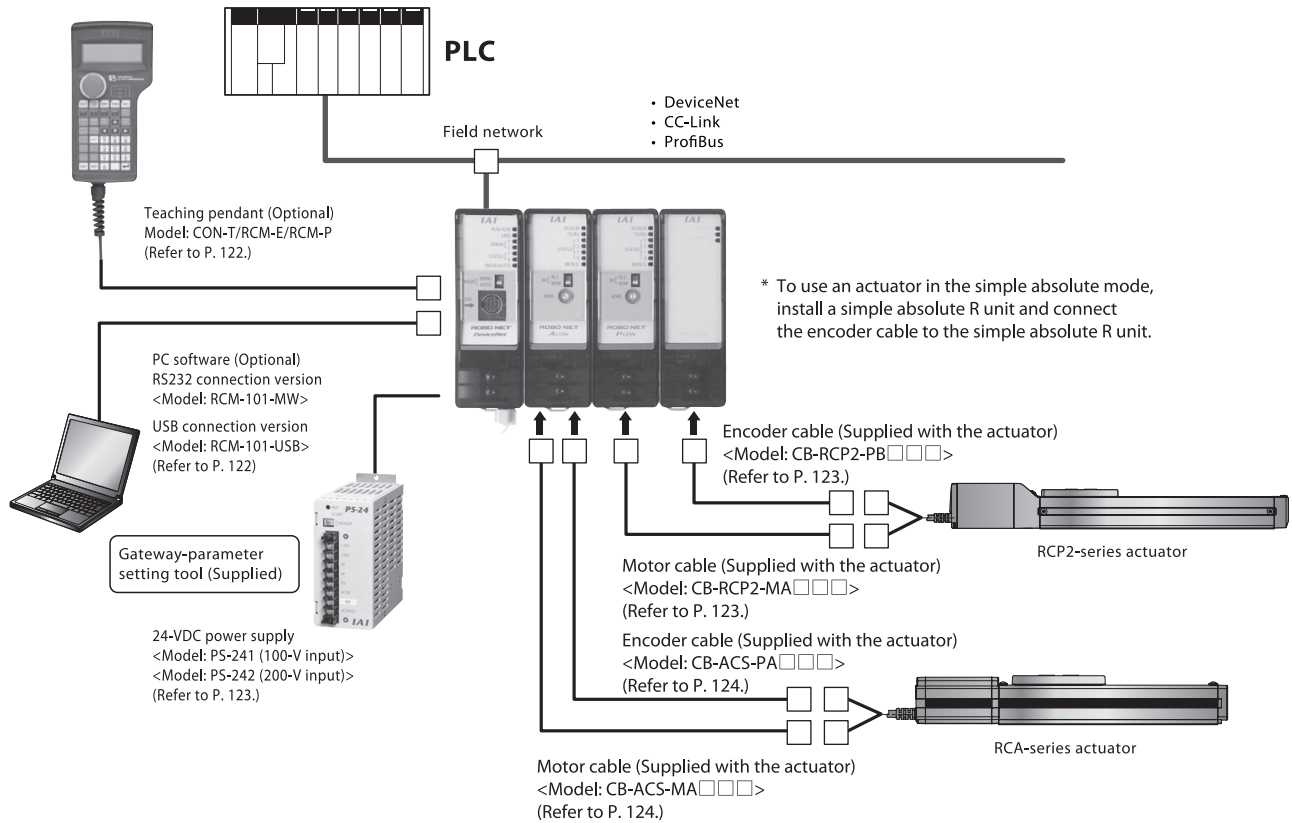 PLC
Field network
• DeviceNet
• CC-Link
• ProfiBus
Teaching pendant (Optional)
Model: CON-T/RCM-E/RCM-P
(Refer to P. 122.)
IAI
IAI
IAI
IAI
ROBO NET
DeviceNet
ROBO NET
ACON
ROBO NET
PCON
* To use an actuator in the simple absolute mode,
install a simple absolute R unit and connect
the encoder cable to the simple absolute R unit.
PC software (Optional)
RS232 connection version
<Model: RCM-101-MW>
USB connection version
<Model: RCM-101-USB>
(Refer to P. 122)
Gateway-parameter
setting tool (Supplied)
PS-24
IAI
24-VDC power supply
<Model: PS-241 (100-V input)>
<Model: PS-242 (200-V input)>
(Refer to P. 123.)
Encoder cable (Supplied with the actuator)
<Model: CB-RCP2-PB□□□>
(Refer to P. 123.)
RCP2-series actuator
Motor cable (Supplied with the actuator)
<Model: CB-RCP2-MA□□□>
(Refer to P. 123.)
Encoder cable (Supplied with the actuator)
<Model: CB-ACS-PA□□□>
(Refer to P. 124.)
RCA-series actuator
Motor cable (Supplied with the actuator)
<Model: CB-ACS-MA□□□>
(Refer to P. 124.)